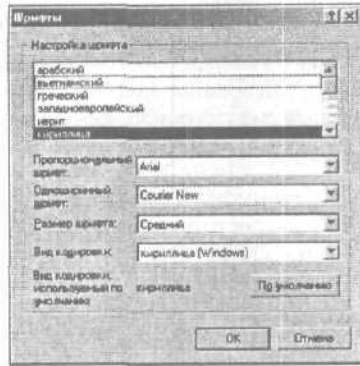 Шрифты
Настройка шрифта
арабский
вьетнамский
греческий
западноевропейский
иврит
кириллица
Пропорциональный шрифт: Arial
Одноширинный шрифт: Courier New
Размер шрифта: Средний
Вид кодировки: кириллица (Windows)
Вид кодировки, используемый по умолчанию: кириллица По умолчанию
OK Отмена